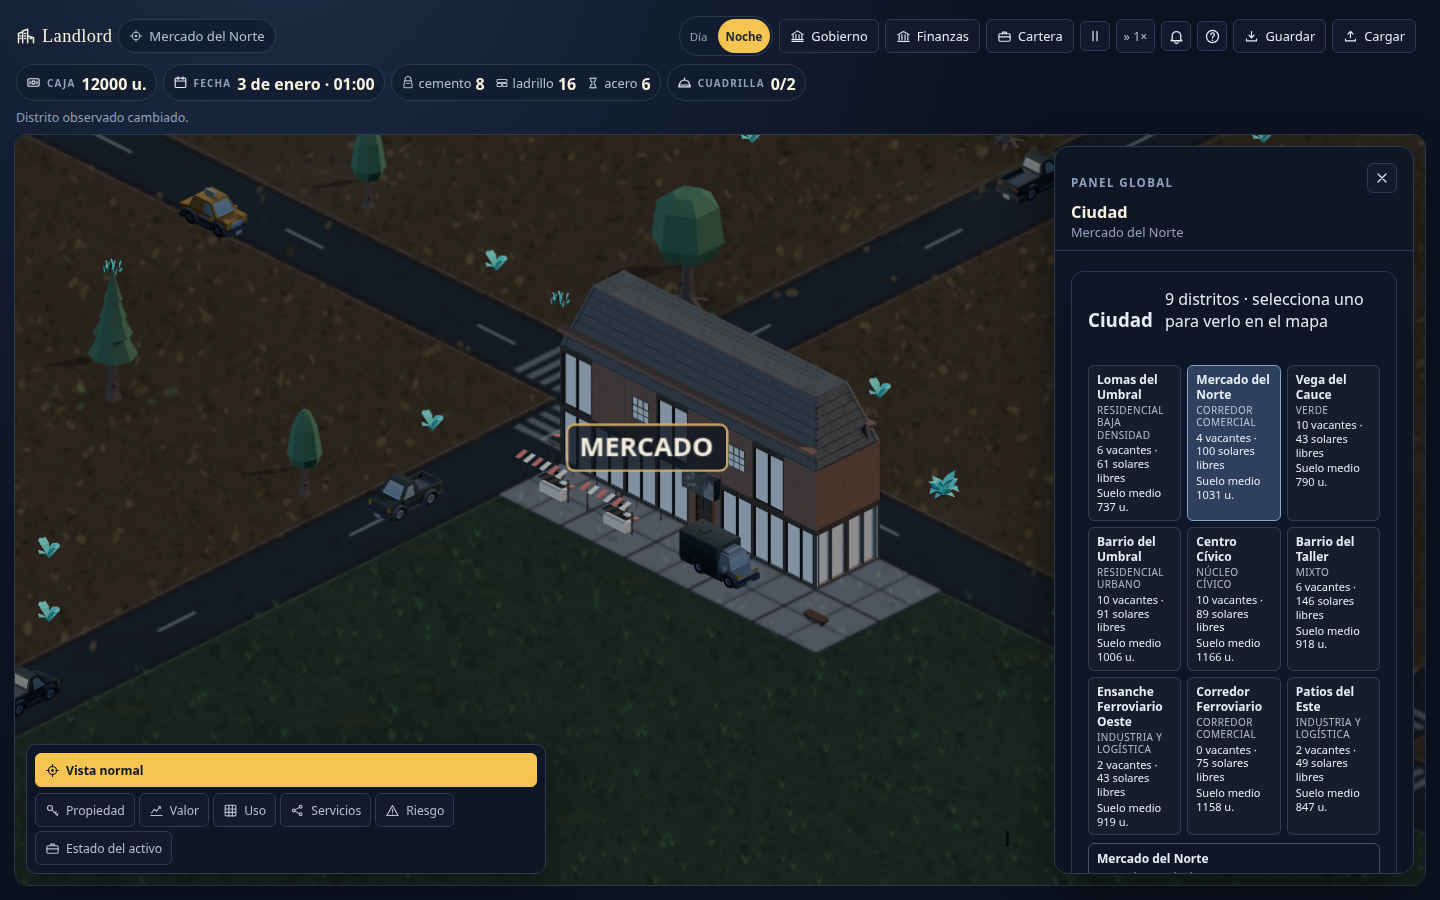 Landlord
Mercado del Norte
Día
Noche
Gobierno
Finanzas
Cartera
» 1×
Guardar
Cargar
CAJA 12000 u.
FECHA 3 de enero · 01:00
cemento 8 ladrillo 16 acero 6
CUADRILLA 0/2
Distrito observado cambiado.
MERCADO
PANEL GLOBAL
Ciudad
Mercado del Norte
Ciudad
9 distritos · selecciona uno
para verlo en el mapa
Lomas del
Umbral
RESIDENCIAL
BAJA
DENSIDAD
6 vacantes ·
61 solares
libres
Suelo medio
737 u.
Mercado del
Norte
CORREDOR
COMERCIAL
4 vacantes ·
100 solares
libres
Suelo medio
1031 u.
Vega del
Cauce
VERDE
10 vacantes ·
43 solares
libres
Suelo medio
790 u.
Barrio del
Umbral
RESIDENCIAL
URBANO
10 vacantes ·
91 solares
libres
Suelo medio
1006 u.
Centro
Cívico
NÚCLEO
CÍVICO
10 vacantes ·
89 solares
libres
Suelo medio
1166 u.
Barrio del
Taller
MIXTO
6 vacantes ·
146 solares
libres
Suelo medio
918 u.
Ensanche
Ferroviario
Oeste
INDUSTRIA Y
LOGÍSTICA
2 vacantes ·
43 solares
libres
Suelo medio
919 u.
Corredor
Ferroviario
CORREDOR
COMERCIAL
0 vacantes ·
75 solares
libres
Suelo medio
1158 u.
Patios del
Este
INDUSTRIA Y
LOGÍSTICA
2 vacantes ·
49 solares
libres
Suelo medio
847 u.
Mercado del Norte
Vista normal
Propiedad
Valor
Uso
Servicios
Riesgo
Estado del activo